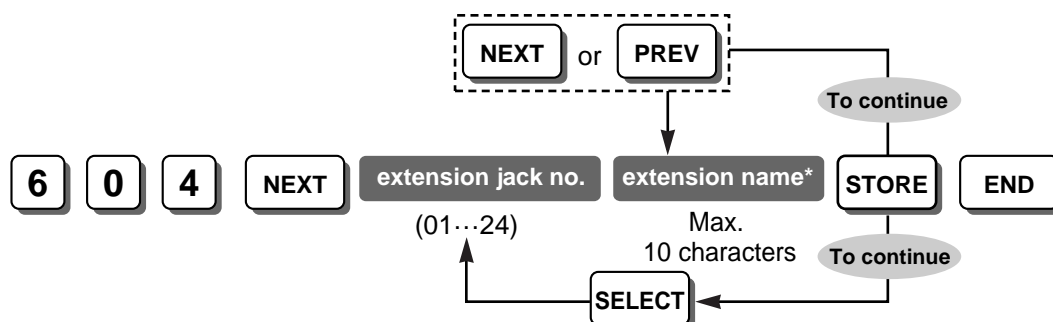 NEXT or PREV
To continue
6 0 4 NEXT extension jack no. extension name* STORE END
(01···24) Max.
10 characters To continue
SELECT